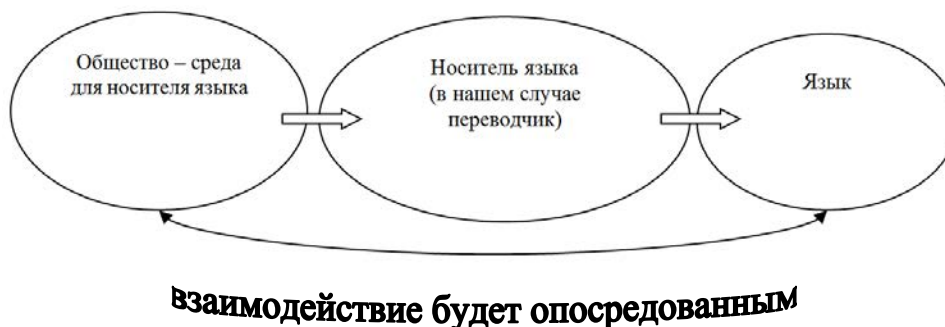 Общество – среда
для носителя языка
Носитель языка
(в нашем случае
переводчик)
Язык
взаимодействие будет опосредованным